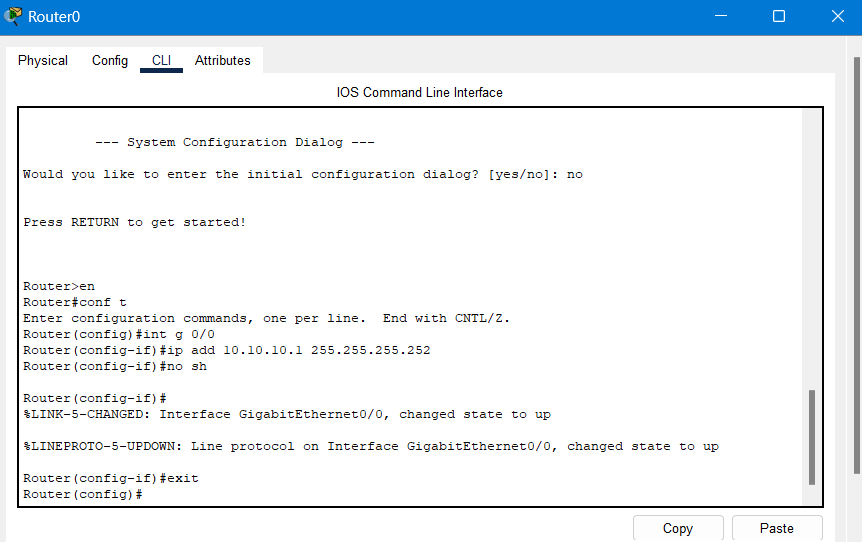 Router0
Physical Config CLI Attributes
IOS Command Line Interface
--- System Configuration Dialog ---
Would you like to enter the initial configuration dialog? [yes/no]: no
Press RETURN to get started!
Router>en
Router#conf t
Enter configuration commands, one per line.  End with CNTL/Z.
Router(config)#int g 0/0
Router(config-if)#ip add 10.10.10.1 255.255.255.252
Router(config-if)#no sh
Router(config-if)#
%LINK-5-CHANGED: Interface GigabitEthernet0/0, changed state to up
%LINEPROTO-5-UPDOWN: Line protocol on Interface GigabitEthernet0/0, changed state to up
Router(config-if)#exit
Router(config)#
Copy Paste